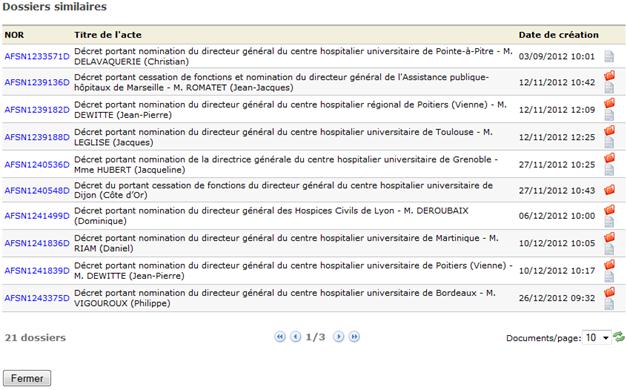 Dossiers similaires
NOR Titre de l'acte Date de création
AFSN1233571D Décret portant nomination du directeur général du centre hospitalier universitaire de Pointe-à-Pitre - M. DELAVAQUERIE (Christian) 03/09/2012 10:01
AFSN1239136D Décret portant cessation de fonctions et nomination du directeur général de l'Assistance publique-hôpitaux de Marseille - M. ROMATET (Jean-Jacques) 12/11/2012 10:42
AFSN1239182D Décret portant nomination du directeur général du centre hospitalier régional de Poitiers (Vienne) - M. DEWITTE (Jean-Pierre) 12/11/2012 12:09
AFSN1239188D Décret portant nomination du directeur général du centre hospitalier universitaire de Toulouse - M. LEGLISE (Jacques) 12/11/2012 12:25
AFSN1240536D Décret portant nomination de la directrice générale du centre hospitalier universitaire de Grenoble - Mme HUBERT (Jacqueline) 27/11/2012 10:25
AFSN1240548D Décret du portant cessation de fonctions du directeur général du centre hospitalier universitaire de Dijon (Côte d'Or) 27/11/2012 10:43
AFSN1241499D Décret portant nomination du directeur général des Hospices Civils de Lyon - M. DEROUBAIX (Dominique) 06/12/2012 10:00
AFSN1241836D Décret portant nomination du directeur général du centre hospitalier universitaire de Martinique - M. RIAM (Daniel) 10/12/2012 10:05
AFSN1241839D Décret portant nomination du directeur général du centre hospitalier universitaire de Poitiers (Vienne) - M. DEWITTE (Jean-Pierre) 10/12/2012 10:17
AFSN1243375D Décret portant nomination du directeur général du centre hospitalier universitaire de Bordeaux - M. VIGOUROUX (Philippe) 26/12/2012 09:32
21 dossiers 1/3 Documents/page: 10
Fermer